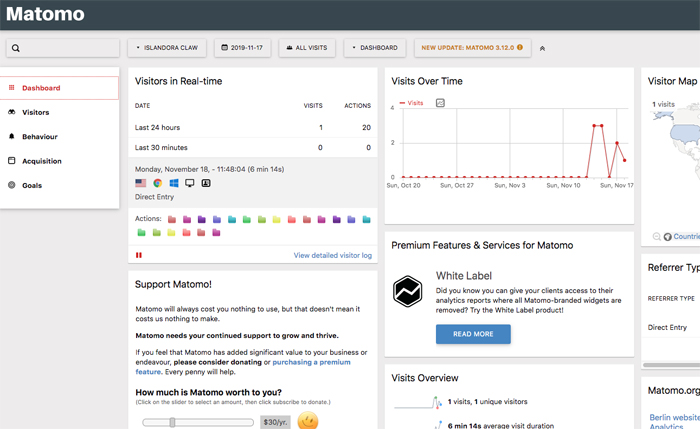 Matomo
ISLANDORA CLAW
2019-11-17
ALL VISITS
DASHBOARD
NEW UPDATE: MATOMO 3.12.0
Dashboard
Visitors
Behaviour
Acquisition
Goals
Visitors in Real-time
DATE VISITS ACTIONS
Last 24 hours 1 20
Last 30 minutes 0 0
Monday, November 18, - 11:48:04 (6 min 14s)
Direct Entry
Actions:
View detailed visitor log
Support Matomo!
Matomo will always cost you nothing to use, but that doesn't mean it
costs us nothing to make.
Matomo needs your continued support to grow and thrive.
If you feel that Matomo has added significant value to your business or
endeavour, please consider donating or purchasing a premium
feature. Every penny will help.
How much is Matomo worth to you?
(Click on the slider to select an amount, then click subscribe to donate.)
$30/yr.
Visits Over Time
Visits
4
2
0
Sun, Oct 20 Sun, Oct 27 Sun, Nov 3 Sun, Nov 10 Sun, Nov 17
Premium Features & Services for Matomo
White Label
Did you know you can give your clients access to their
analytics reports where all Matomo-branded widgets are
removed? Try the White Label product!
READ MORE
Visits Overview
1 visits, 1 unique visitors
6 min 14s average visit duration
Visitor Map
1 visits
Countrie
Referrer Typ
REFERRER TYPE
Direct Entry
Matomo.org
Berlin website
Analytics